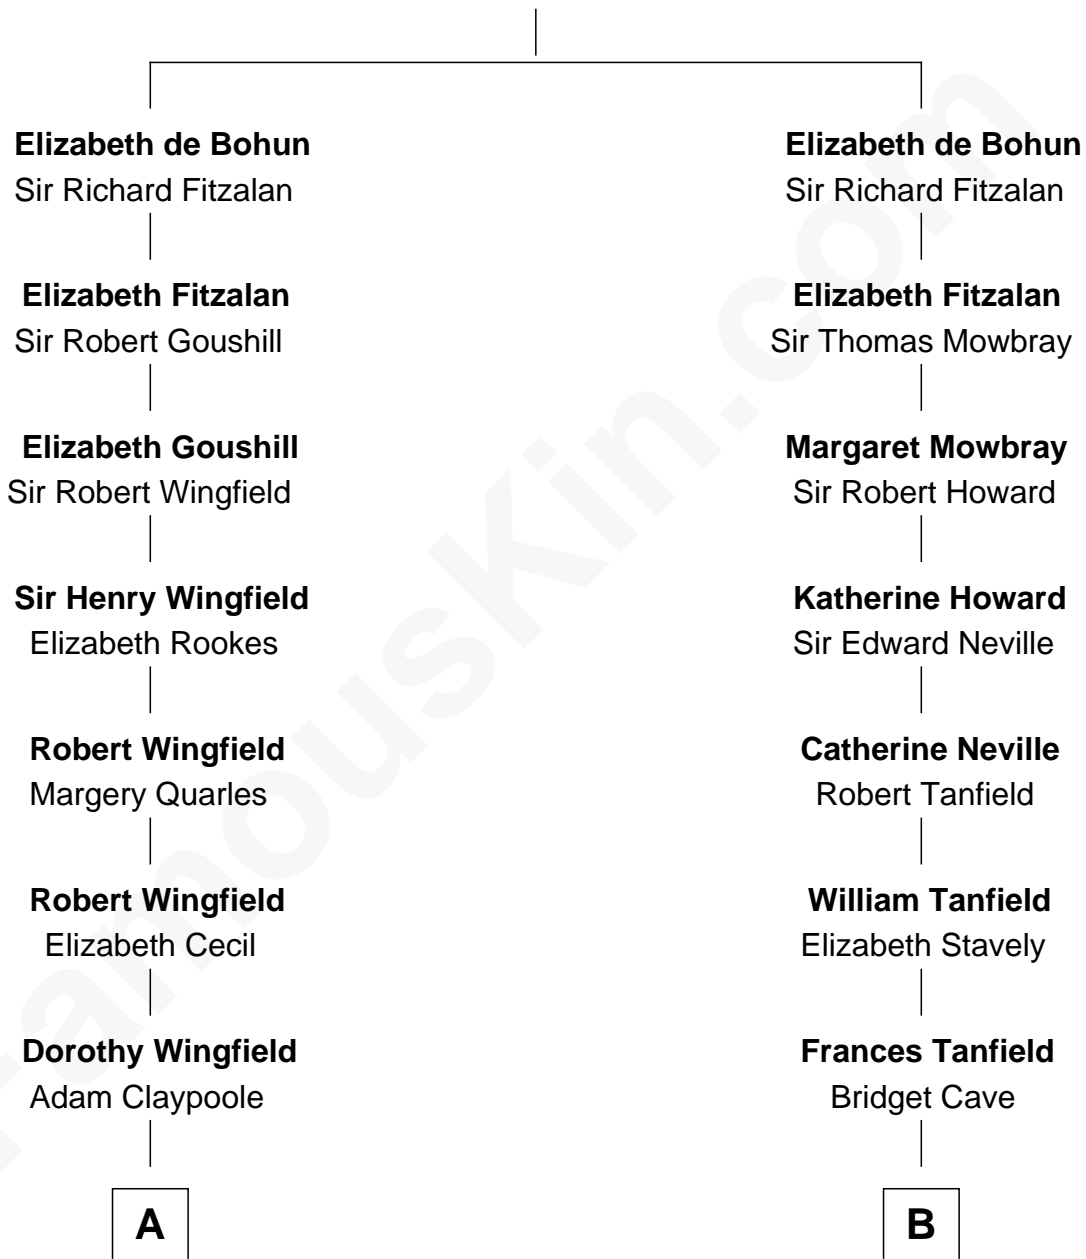 Elizabeth de Bohun
Sir Richard Fitzalan
Elizabeth Fitzalan
Sir Robert Goushill
Elizabeth Goushill
Sir Robert Wingfield
Sir Henry Wingfield
Elizabeth Rookes
Robert Wingfield
Margery Quarles
Robert Wingfield
Elizabeth Cecil
Dorothy Wingfield
Adam Claypoole
A
Elizabeth de Bohun
Sir Richard Fitzalan
Elizabeth Fitzalan
Sir Thomas Mowbray
Margaret Mowbray
Sir Robert Howard
Katherine Howard
Sir Edward Neville
Catherine Neville
Robert Tanfield
William Tanfield
Elizabeth Stavely
Frances Tanfield
Bridget Cave
B
FamousKin.com